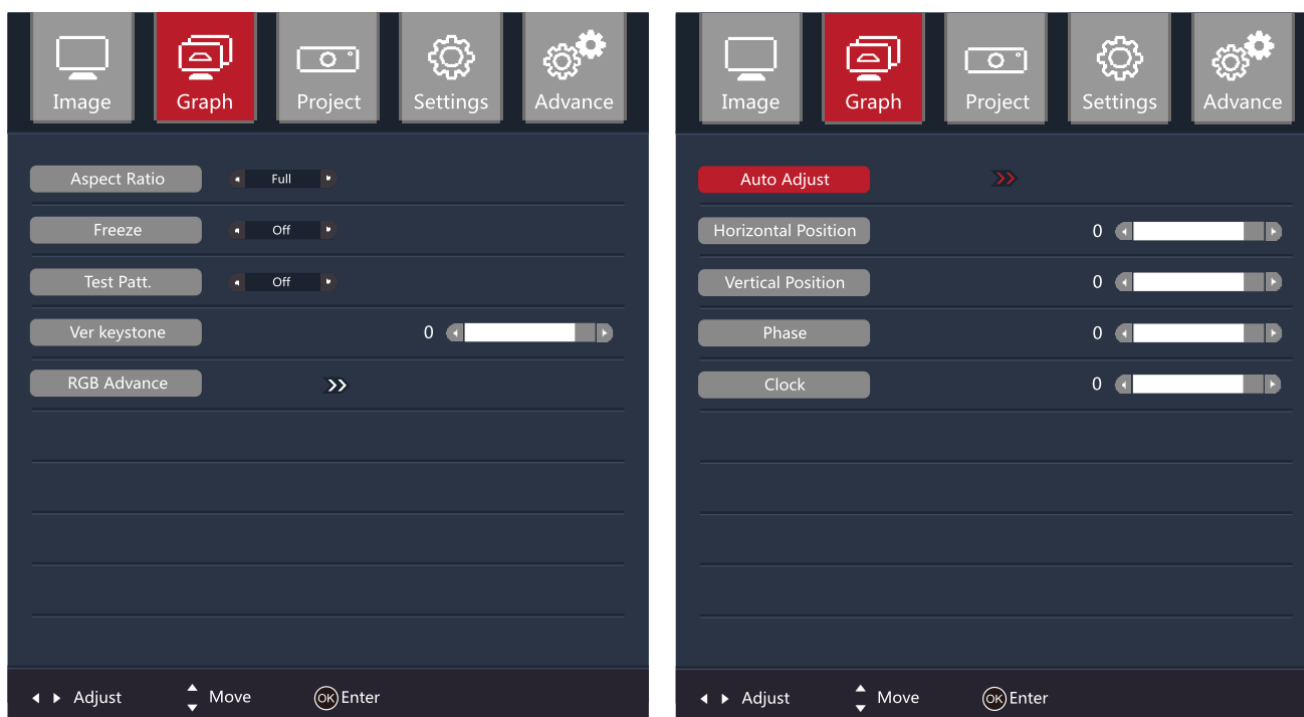 Image Graph Project Settings Advance
Aspect Ratio Full
Freeze Off
Test Patt. Off
Ver keystone 0
RGB Advance
Adjust Move OK Enter
Image Graph Project Settings Advance
Auto Adjust
Horizontal Position 0
Vertical Position 0
Phase 0
Clock 0
Adjust Move OK Enter